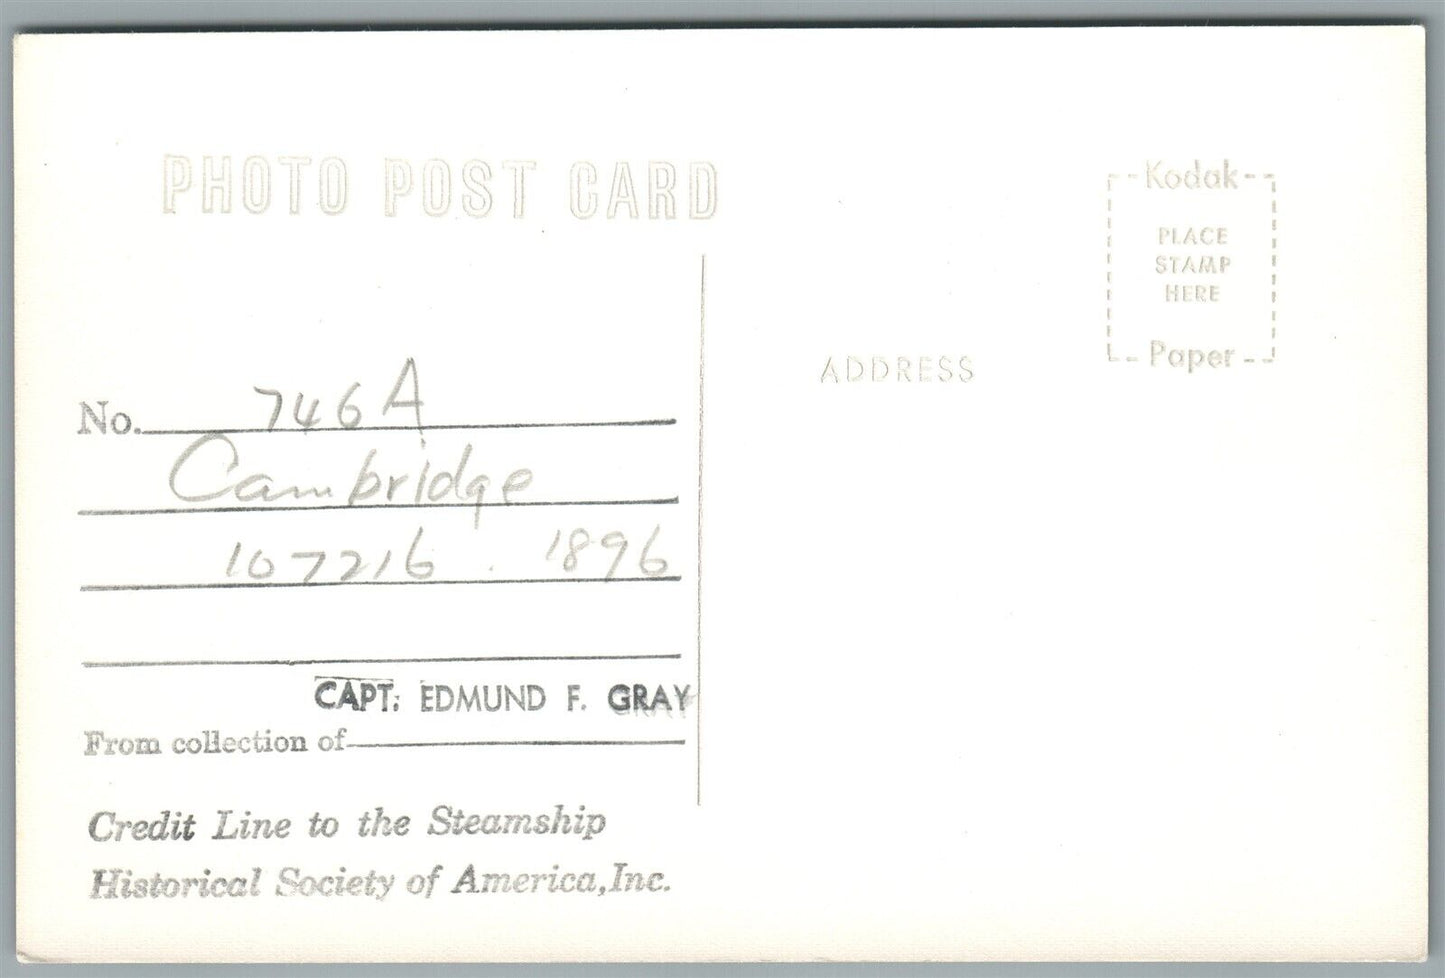 PHOTO POST CARD
Kodak
PLACE
STAMP
HERE
Paper
ADDRESS
No. 746A
Cambridge
107216 . 1896
CAPT. EDMUND F. GRAY
From collection of
Credit Line to the Steamship
Historical Society of America, Inc.